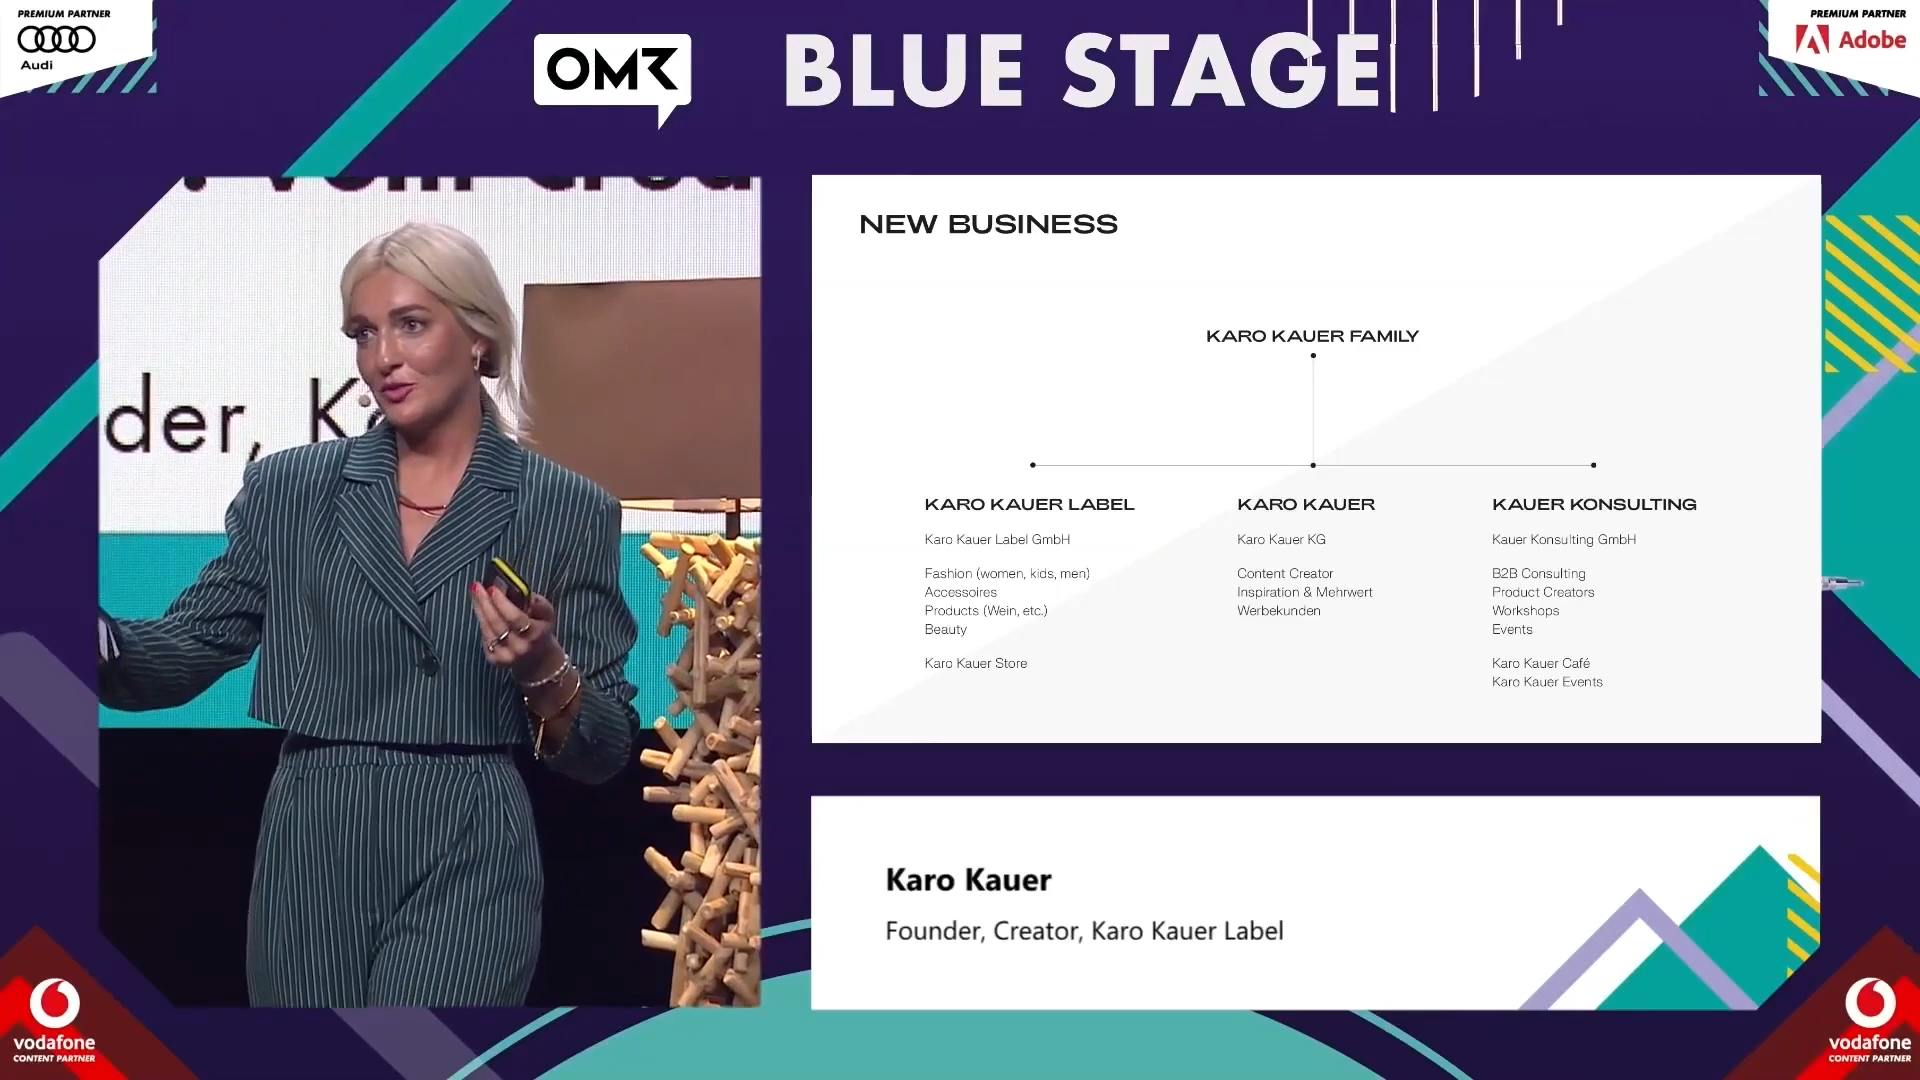 PREMIUM PARTNER
Audi
OMR
BLUE STAGE
PREMIUM PARTNER
Adobe
der, K
NEW BUSINESS
KARO KAUER FAMILY
KARO KAUER LABEL
Karo Kauer Label GmbH
Fashion (women, kids, men)
Accessoires
Products (Wein, etc.)
Beauty
Karo Kauer Store
KARO KAUER
Karo Kauer KG
Content Creator
Inspiration & Mehrwert
Werbekunden
KAUER KONSULTING
Kauer Konsulting GmbH
B2B Consulting
Product Creators
Workshops
Events
Karo Kauer Café
Karo Kauer Events
Karo Kauer
Founder, Creator, Karo Kauer Label
vodafone
CONTENT PARTNER
vodafone
CONTENT PARTNER